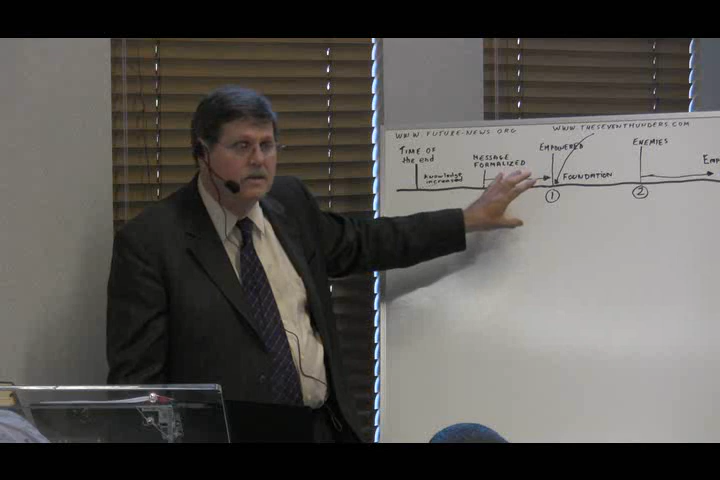 WWW. FUTURE-NEWS.ORG
WWW.THESEVENTHUNDERS.COM
TIME OF
the end
Knowledge
increased
MESSAGE
FORMALIZED
EMPOWERED
FOUNDATION
1
ENEMIES
2
EMP